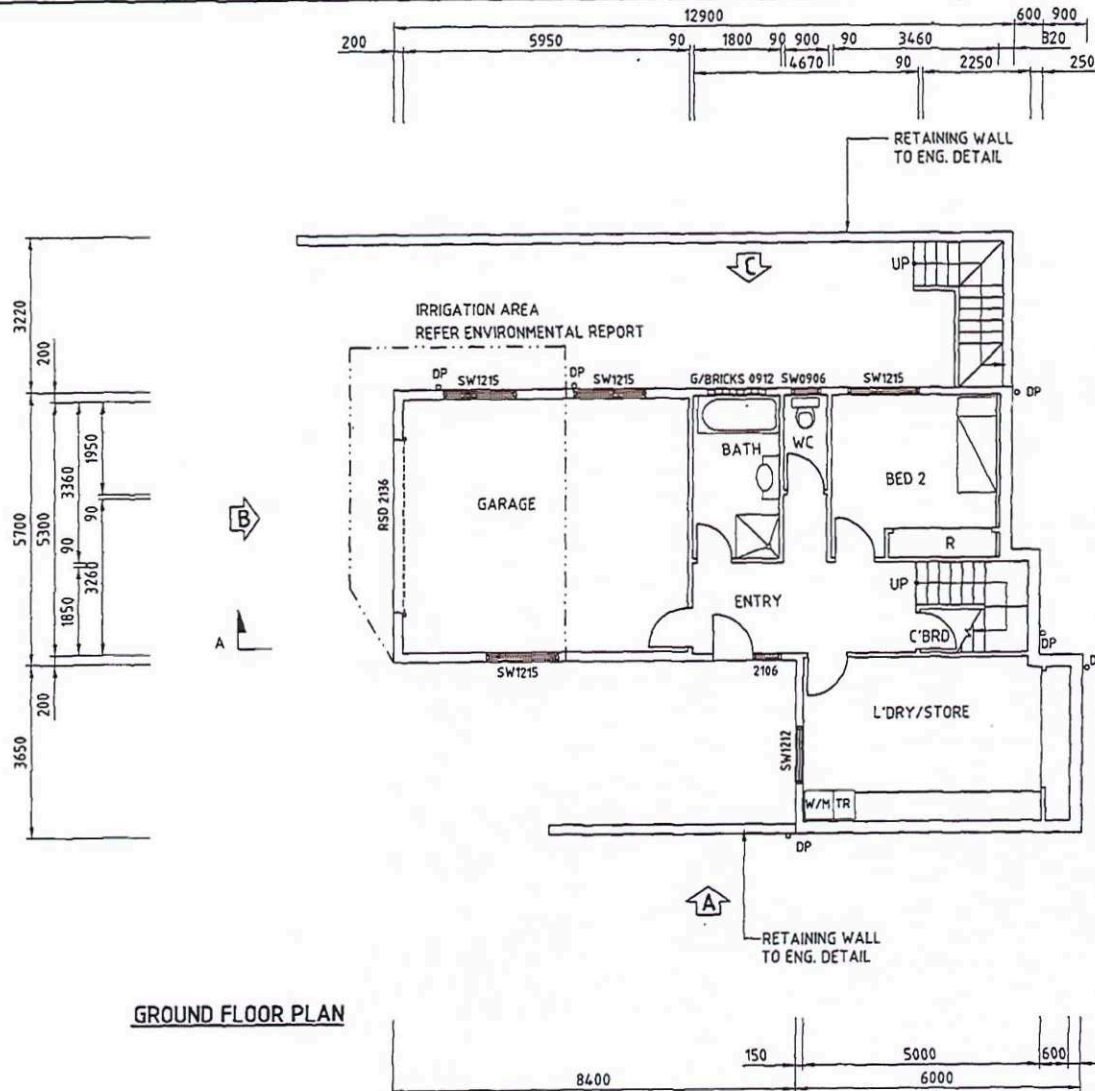 12900
600 900
200 5950 90 1800 90 900 90 3460 820
4670 90 2250 250
RETAINING WALL
TO ENG. DETAIL
3220
200
C
UP
IRRIGATION AREA
REFER ENVIRONMENTAL REPORT
DP SW1215 DP SW1215 G/BRICKS 0912 SW0906 SW1215
DP
5700
5300
3360
1950
90
90
1850
3260
200
B
RSD 2136
GARAGE
BATH
WC
BED 2
R
ENTRY
UP
C'BRD
DP
A
SW1215
2106
L'DRY/STORE
SW1212
W/M TR
3650
DP
A
RETAINING WALL
TO ENG. DETAIL
GROUND FLOOR PLAN
150 5000 600
8400 6000